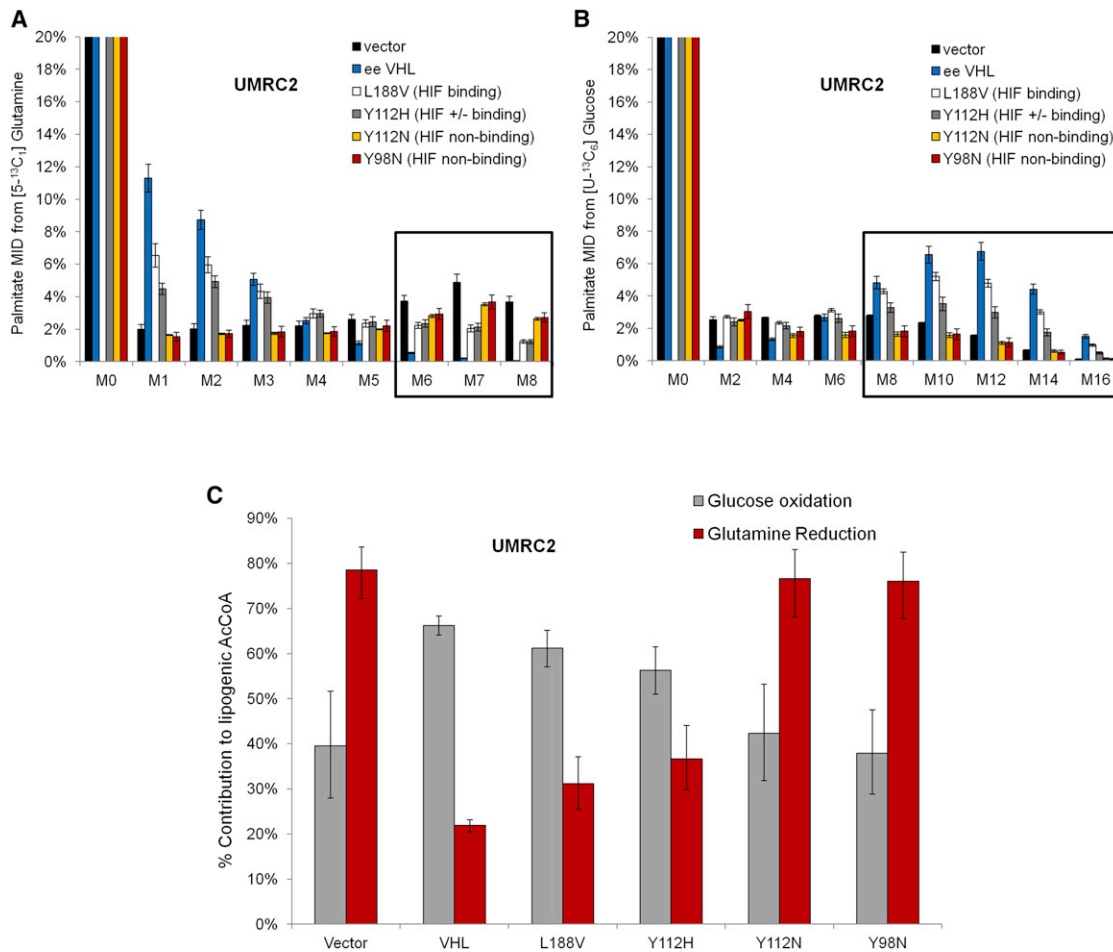 A
20%
18%
16%
14%
12%
10%
8%
6%
4%
2%
0%
Palmitate MID from [5-¹³C₁] Glutamine
UMRC2
vector
ee VHL
L188V (HIF binding)
Y112H (HIF +/- binding)
Y112N (HIF non-binding)
Y98N (HIF non-binding)
M0 M1 M2 M3 M4 M5 M6 M7 M8
B
20%
18%
16%
14%
12%
10%
8%
6%
4%
2%
0%
Palmitate MID from [U-¹³C₆] Glucose
UMRC2
vector
ee VHL
L188V (HIF binding)
Y112H (HIF +/- binding)
Y112N (HIF non-binding)
Y98N (HIF non-binding)
M0 M2 M4 M6 M8 M10 M12 M14 M16
C
90%
80%
70%
60%
50%
40%
30%
20%
10%
0%
% Contribution to lipogenic AcCoA
UMRC2
Glucose oxidation
Glutamine Reduction
Vector VHL L188V Y112H Y112N Y98N